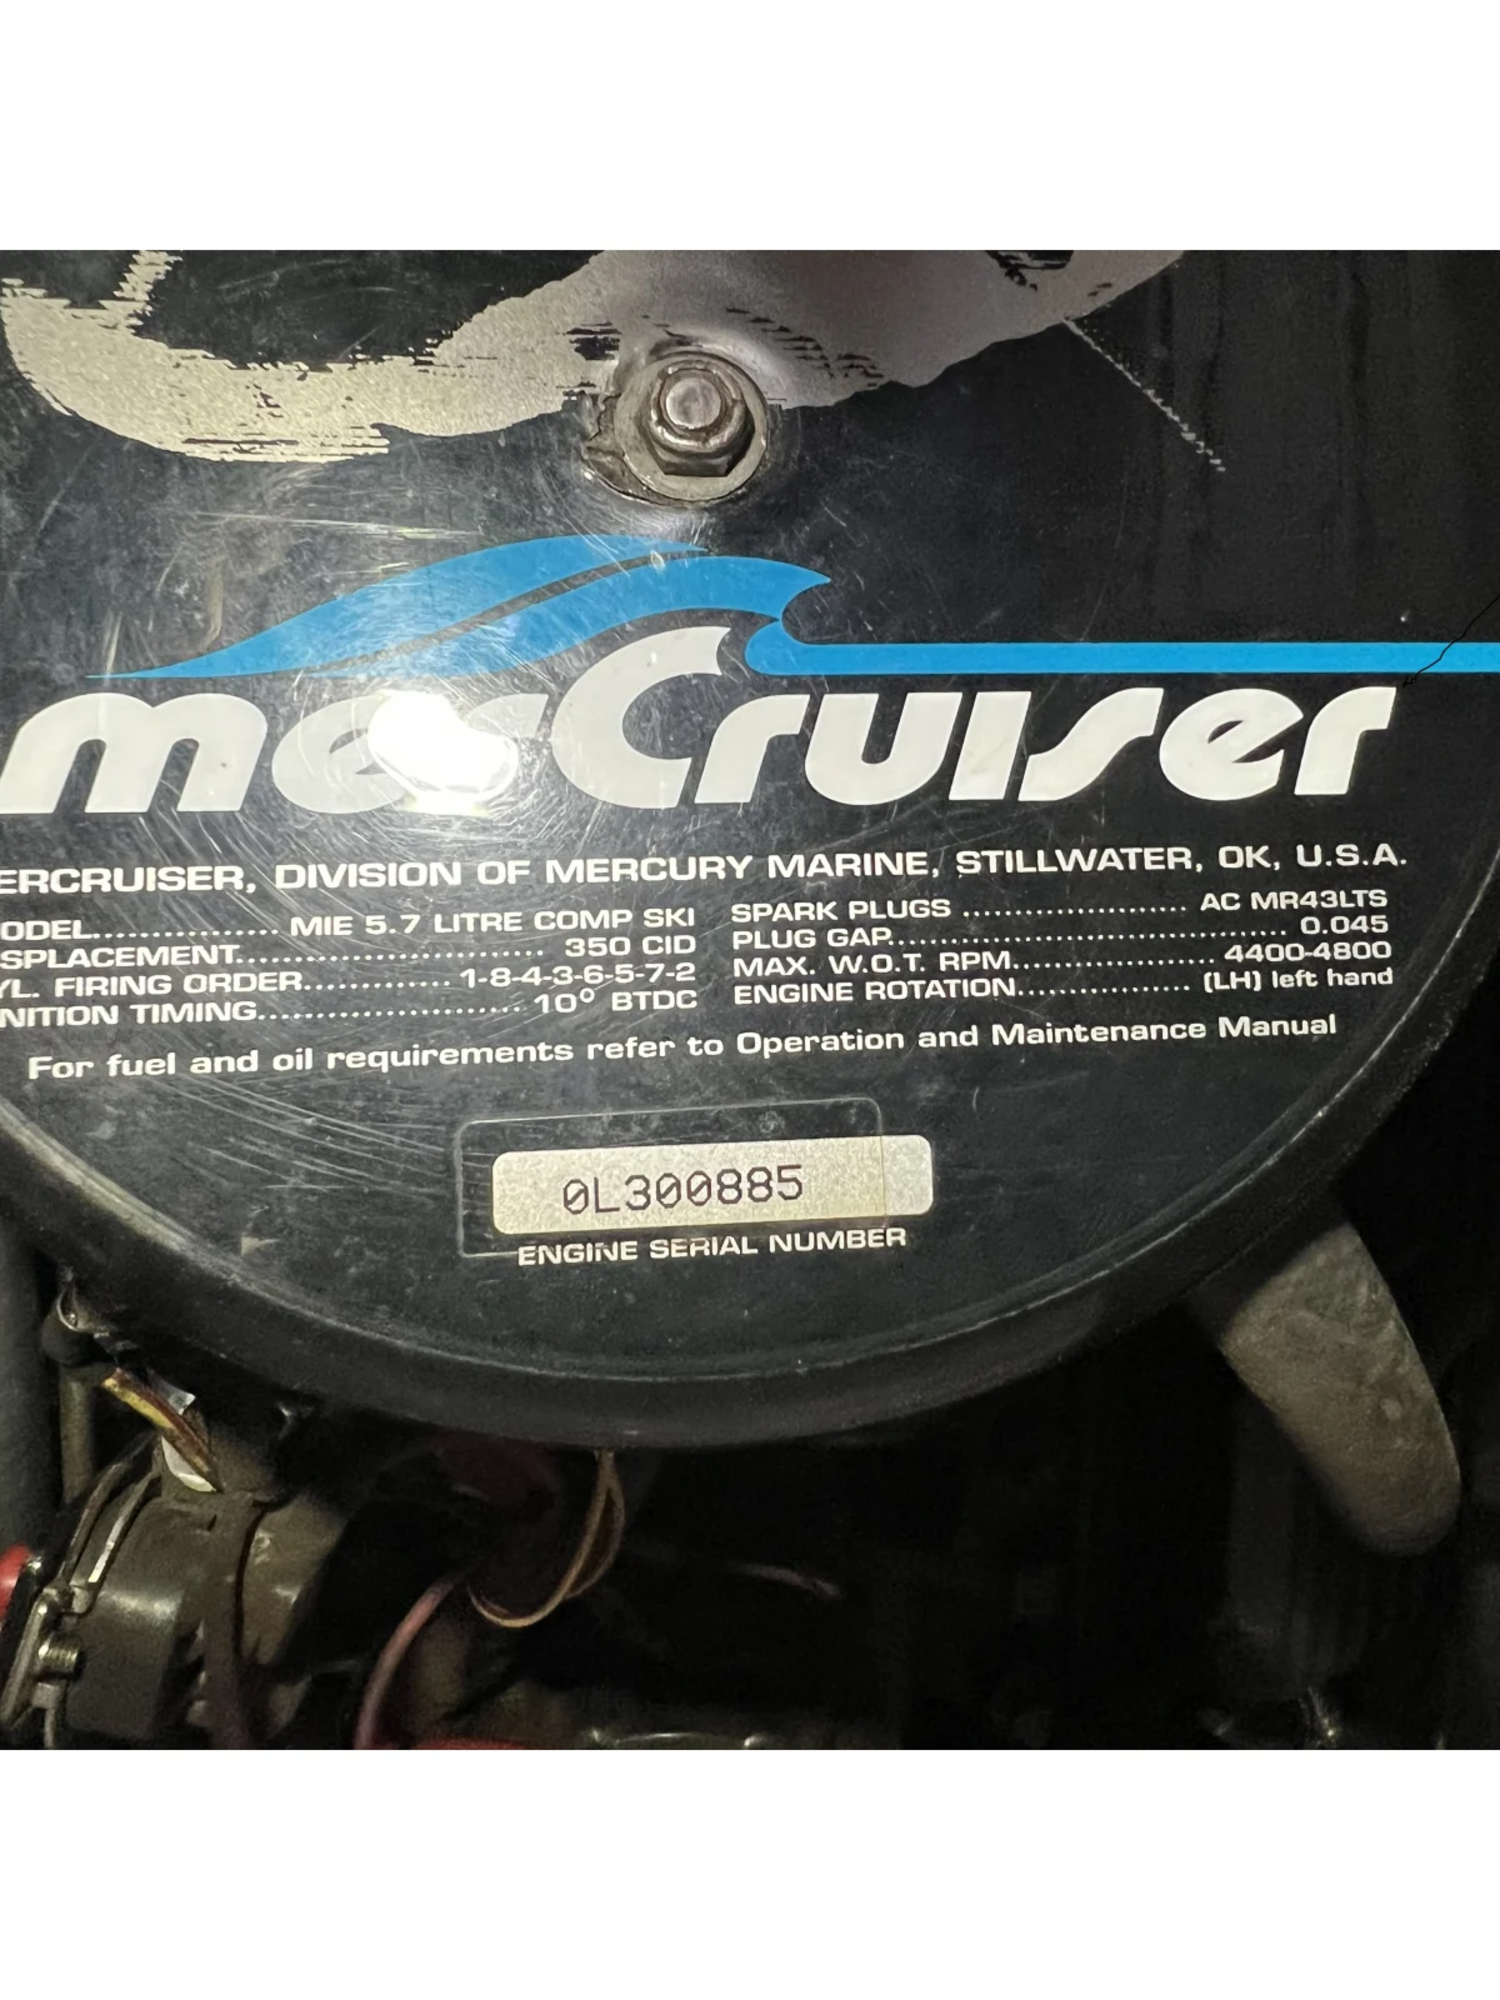 merCruiser
ERCRUISER, DIVISION OF MERCURY MARINE, STILLWATER, OK, U.S.A.
ODEL................ MIE 5.7 LITRE COMP SKI
SPLACEMENT............................. 350 CID
YL. FIRING ORDER.............. 1-8-4-3-6-5-7-2
NITION TIMING......................... 10° BTDC
SPARK PLUGS ...................... AC MR43LTS
PLUG GAP.............................................. 0.045
MAX. W.O.T. RPM.................... 4400-4800
ENGINE ROTATION................. (LH) left hand
For fuel and oil requirements refer to Operation and Maintenance Manual
0L300885
ENGINE SERIAL NUMBER